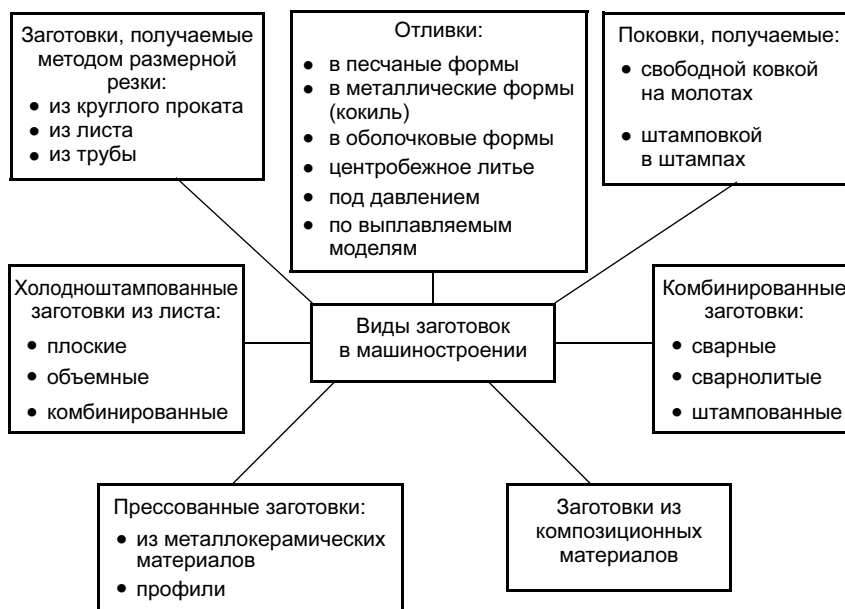 Заготовки, получаемые
методом размерной
резки:
• из круглого проката
• из листа
• из трубы
Отливки:
• в песчаные формы
• в металлические формы
(кокиль)
• в оболочковые формы
• центробежное литье
• под давлением
• по выплавляемым
моделям
Поковки, получаемые:
• свободной ковкой
на молотах
• штамповкой
в штампах
Холодноштампованные
заготовки из листа:
• плоские
• объемные
• комбинированные
Виды заготовок
в машиностроении
Комбинированные
заготовки:
• сварные
• сварнолитые
• штампованные
Прессованные заготовки:
• из металлокерамических
материалов
• профили
Заготовки из
композиционных
материалов